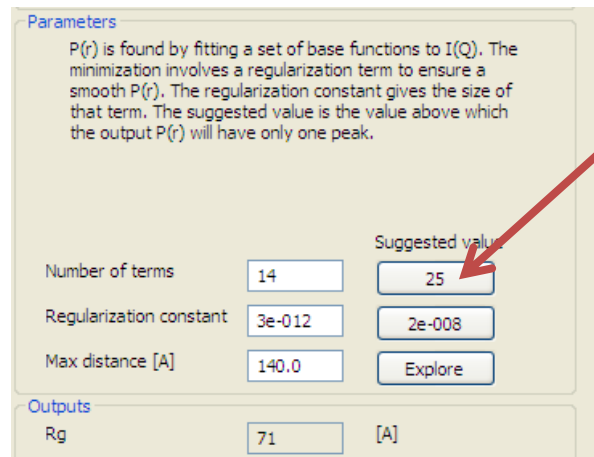 Parameters
P(r) is found by fitting a set of base functions to I(Q). The
minimization involves a regularization term to ensure a
smooth P(r). The regularization constant gives the size of
that term. The suggested value is the value above which
the output P(r) will have only one peak.
Suggested value
Number of terms 14 25
Regularization constant 3e-012 2e-008
Max distance [A] 140.0 Explore
Outputs
Rg 71 [A]